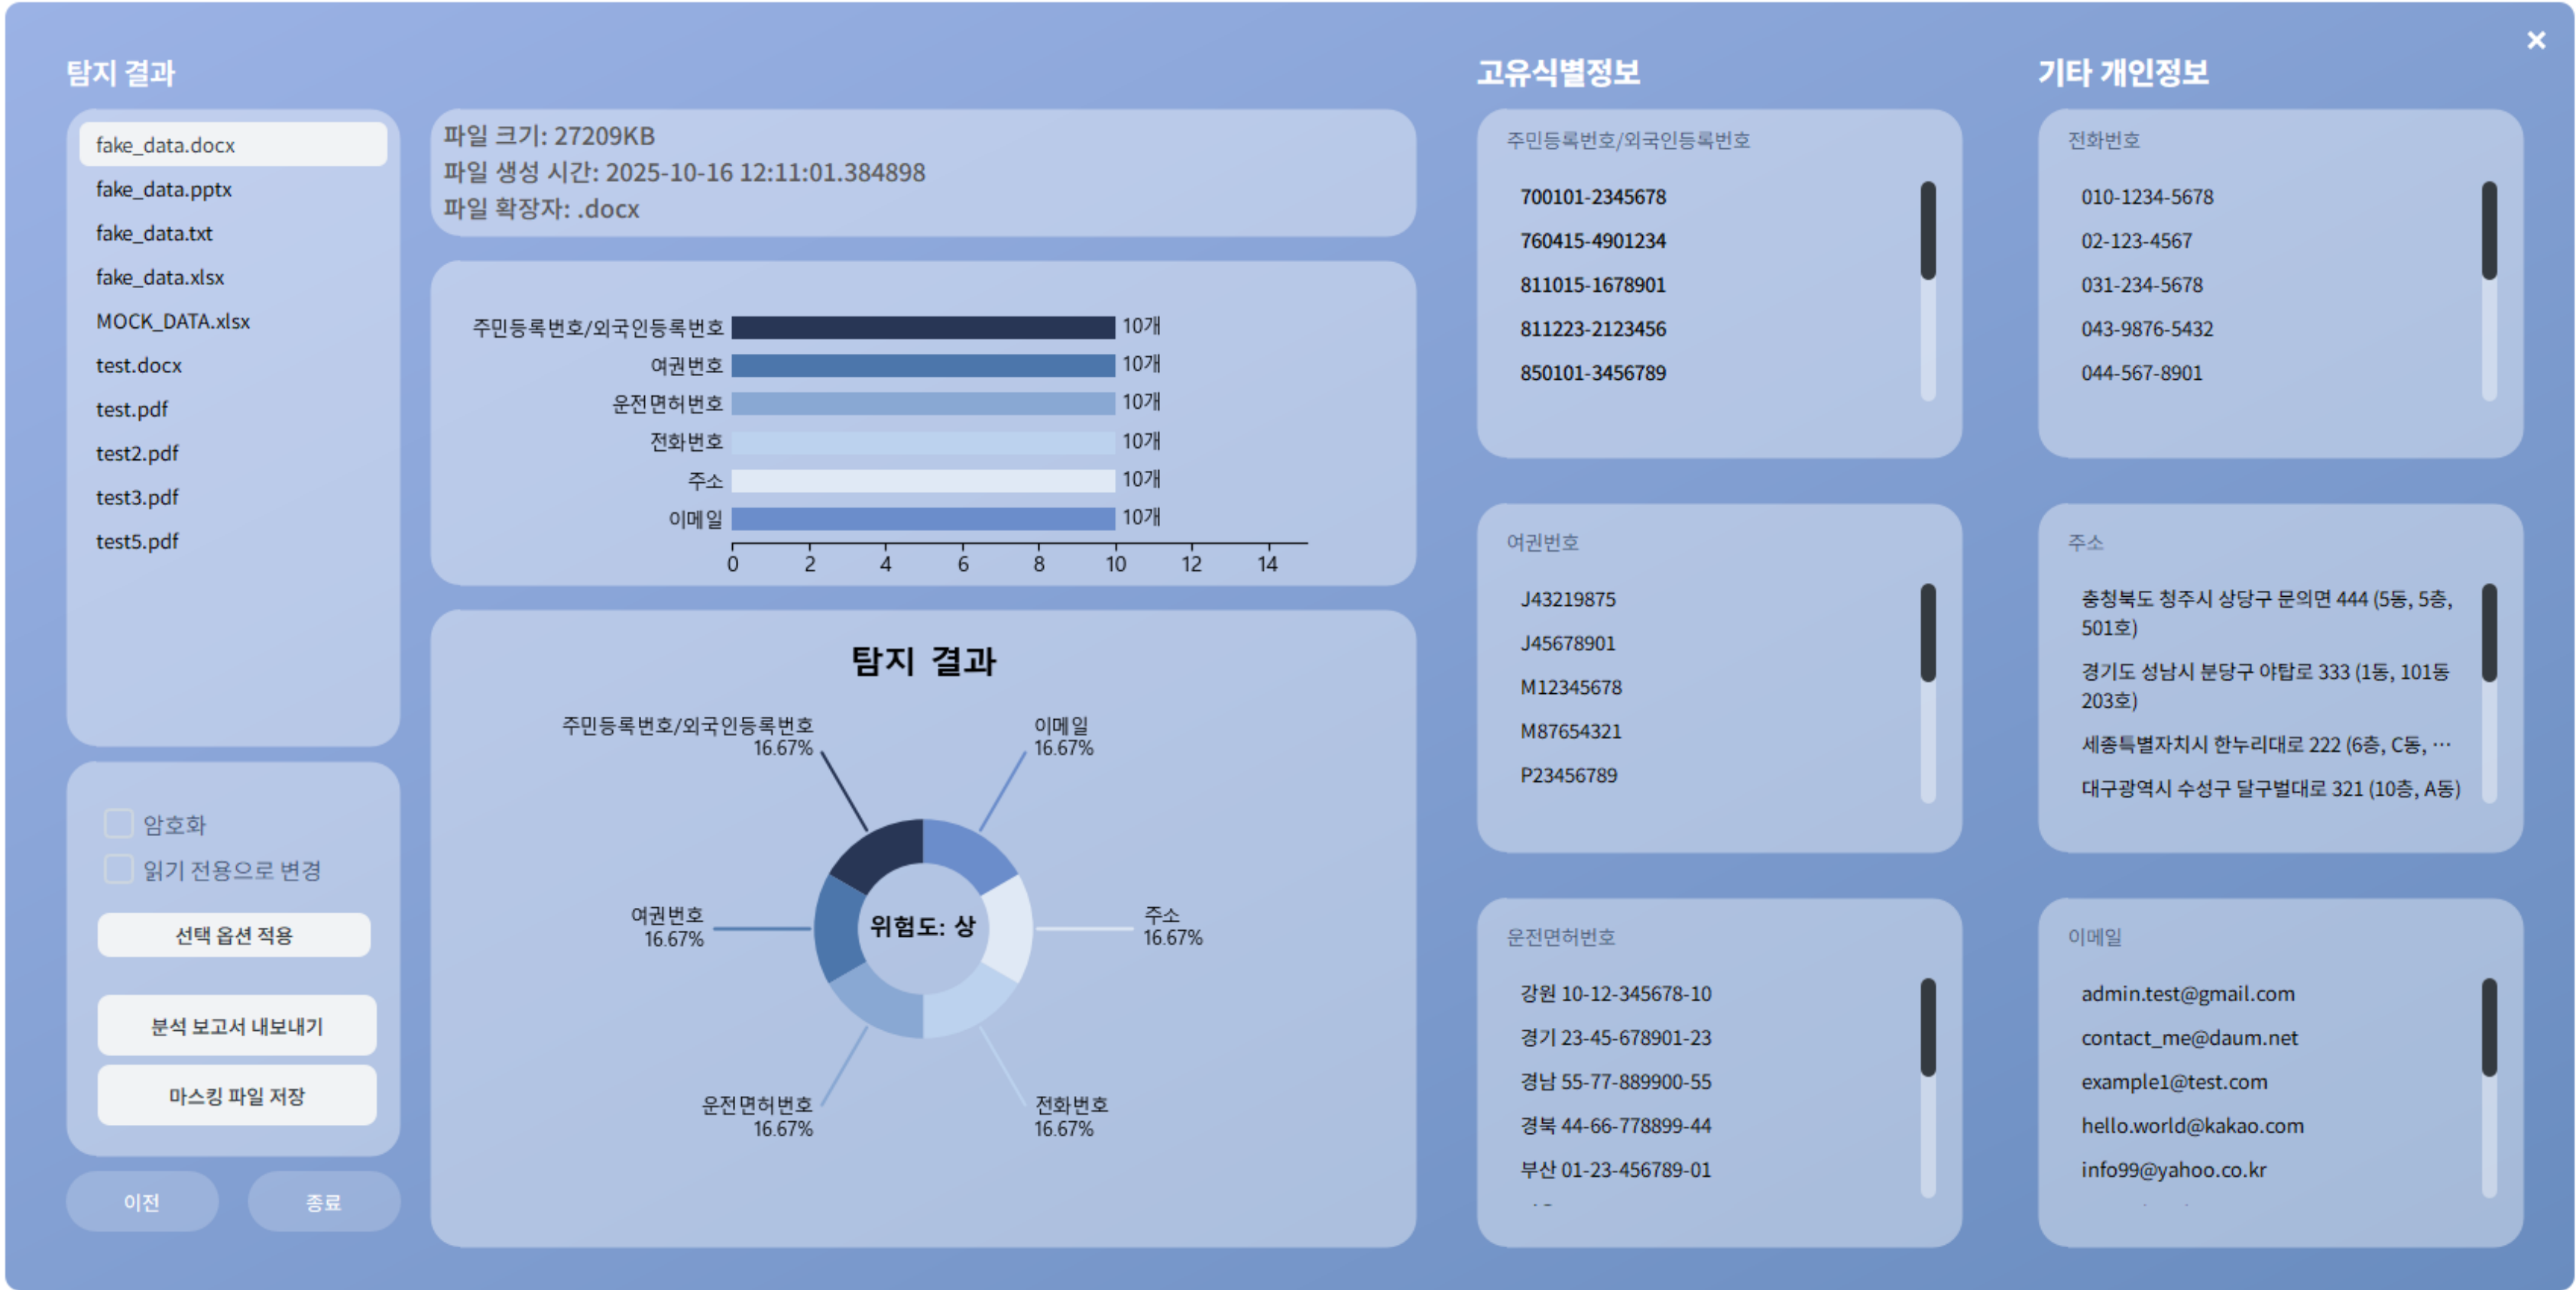 탐지 결과
fake_data.docx
fake_data.pptx
fake_data.txt
fake_data.xlsx
MOCK_DATA.xlsx
test.docx
test.pdf
test2.pdf
test3.pdf
test5.pdf
암호화
읽기 전용으로 변경
선택 옵션 적용
분석 보고서 내보내기
마스킹 파일 저장
이전
종료
파일 크기: 27209KB
파일 생성 시간: 2025-10-16 12:11:01.384898
파일 확장자: .docx
주민등록번호/외국인등록번호 10개
여권번호 10개
운전면허번호 10개
전화번호 10개
주소 10개
이메일 10개
0 2 4 6 8 10 12 14
탐지 결과
주민등록번호/외국인등록번호
16.67%
이메일
16.67%
여권번호
16.67%
위험도: 상
주소
16.67%
운전면허번호
16.67%
전화번호
16.67%
고유식별정보
주민등록번호/외국인등록번호
700101-2345678
760415-4901234
811015-1678901
811223-2123456
850101-3456789
여권번호
J43219875
J45678901
M12345678
M87654321
P23456789
운전면허번호
강원 10-12-345678-10
경기 23-45-678901-23
경남 55-77-889900-55
경북 44-66-778899-44
부산 01-23-456789-01
기타 개인정보
전화번호
010-1234-5678
02-123-4567
031-234-5678
043-9876-5432
044-567-8901
주소
충청북도 청주시 상당구 문의면 444 (5동, 5층,
501호)
경기도 성남시 분당구 야탑로 333 (1동, 101동
203호)
세종특별자치시 한누리대로 222 (6층, C동, …
대구광역시 수성구 달구벌대로 321 (10층, A동)
이메일
admin.test@gmail.com
contact_me@daum.net
example1@test.com
hello.world@kakao.com
info99@yahoo.co.kr